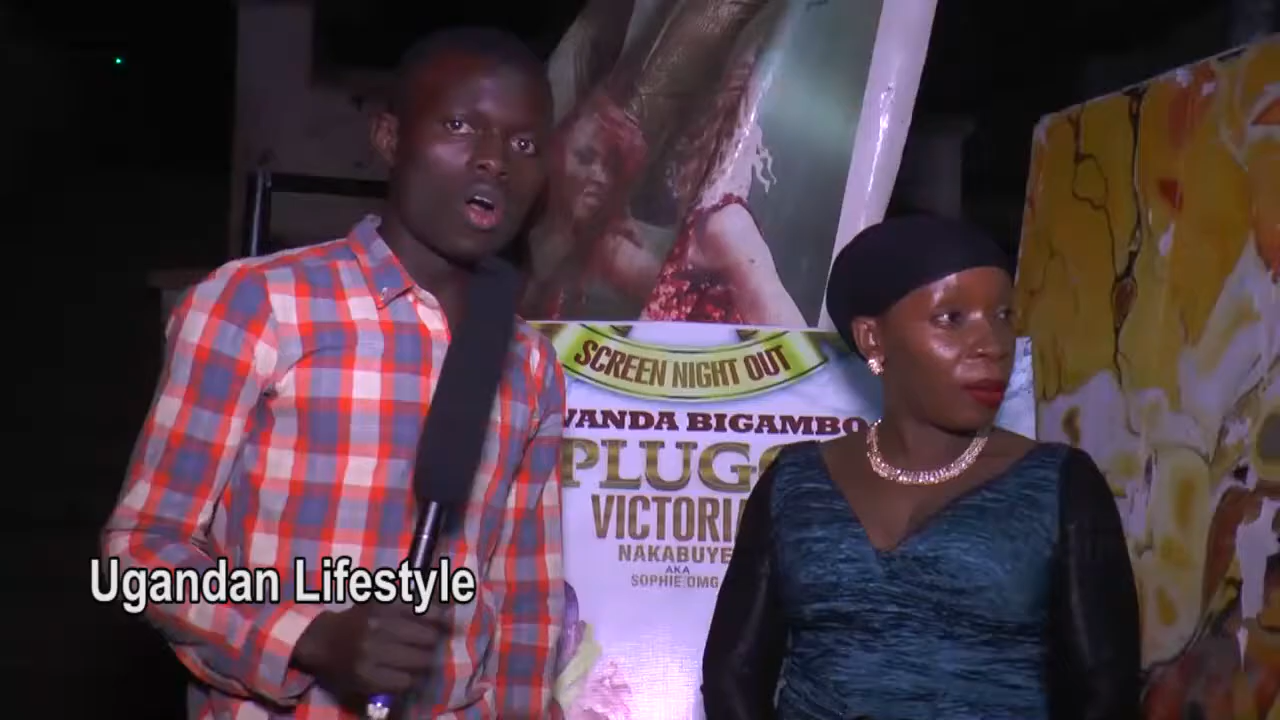 SCREEN NIGHT OUT
VANDA BIGAMBO
VICTORIA
NAKABUYE
AKA
SOPHIE OMG
Ugandan Lifestyle